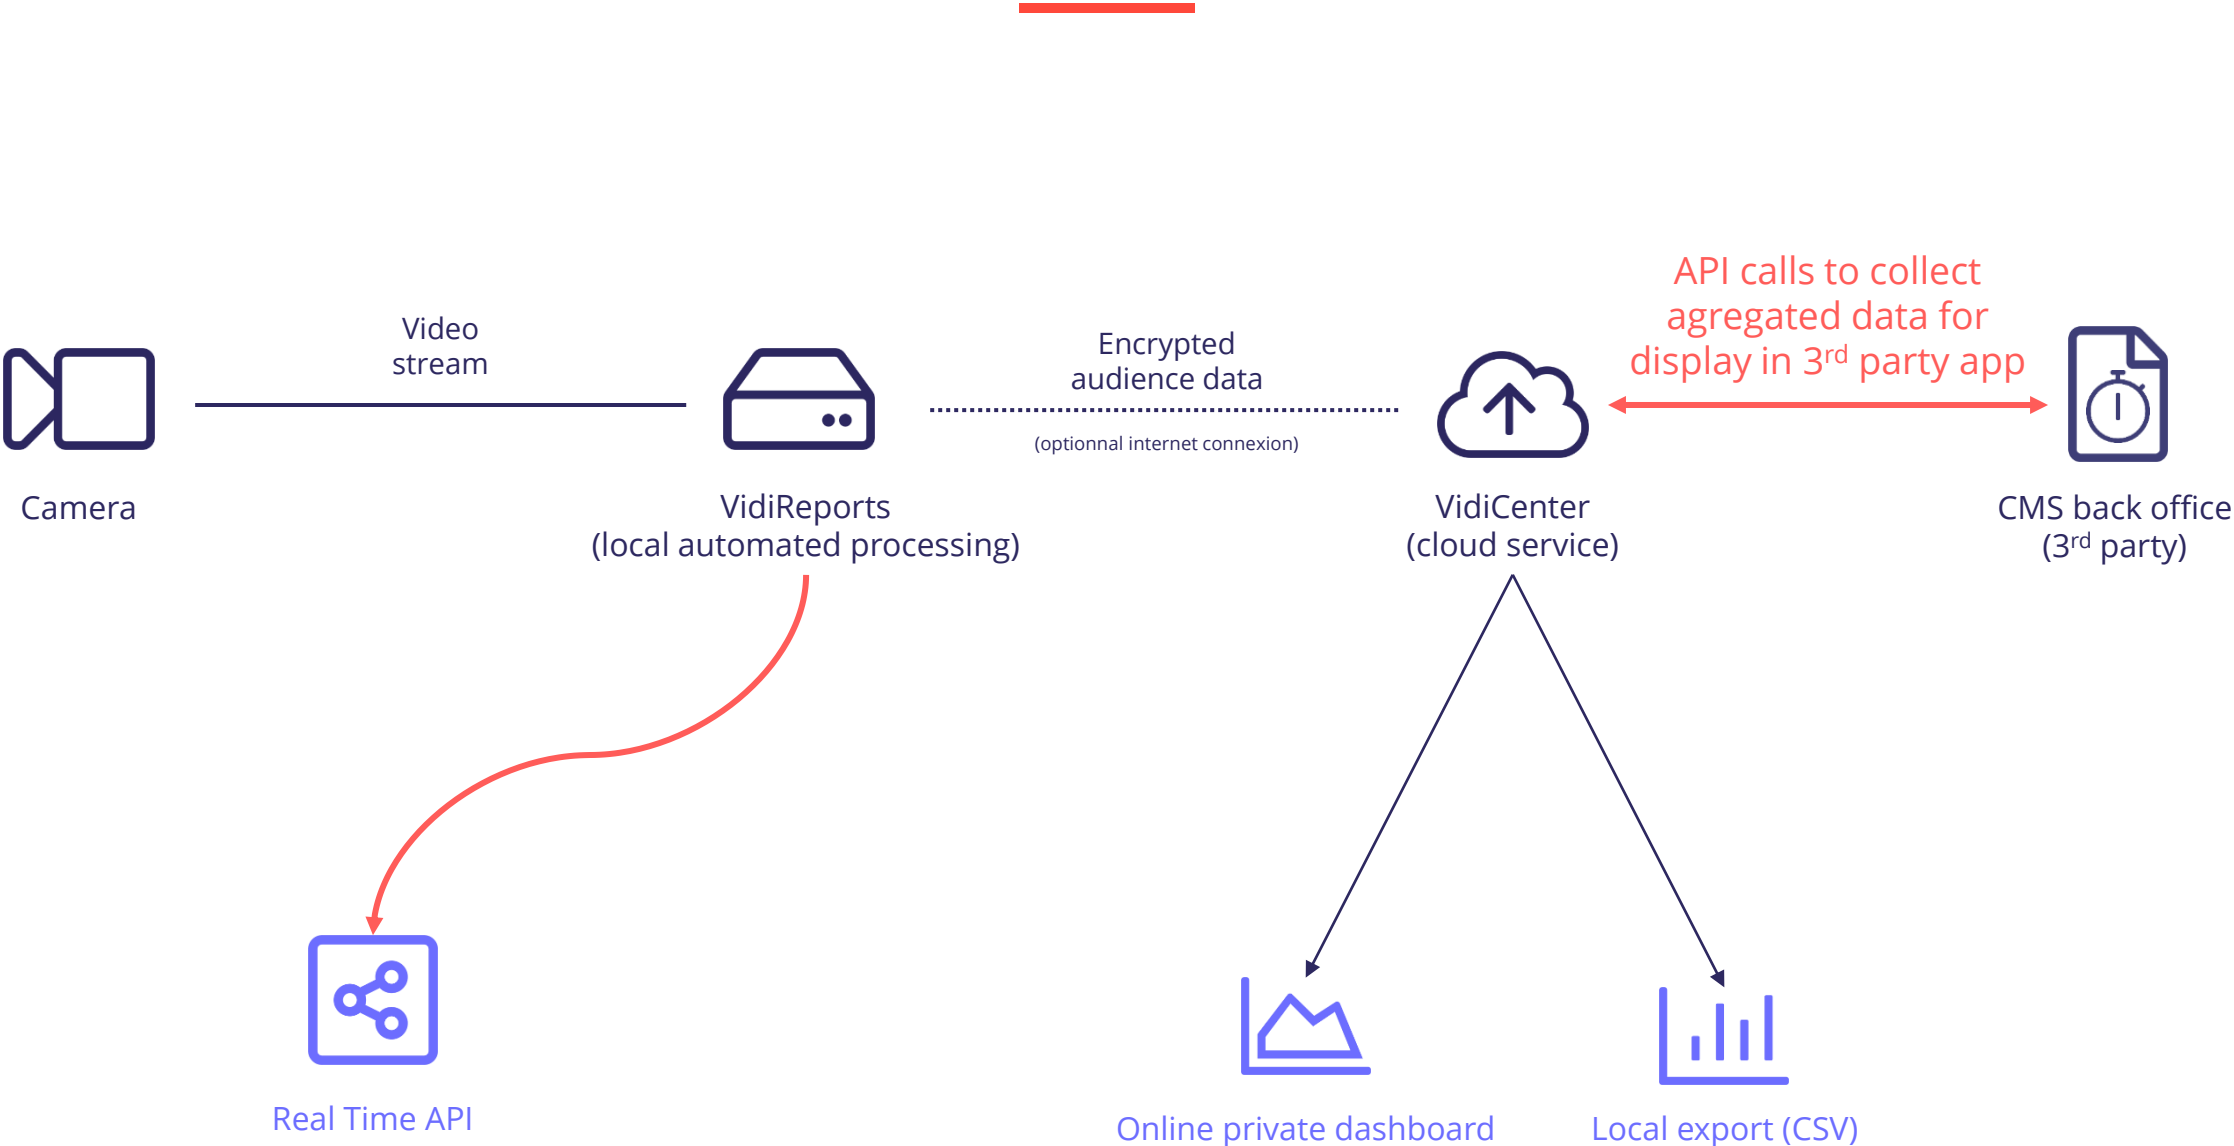 API calls to collect
agregated data for
display in 3rd party app
Video
stream
Encrypted
audience data
(optionnal internet connexion)
Camera
VidiReports
(local automated processing)
VidiCenter
(cloud service)
CMS back office
(3rd party)
Real Time API
Online private dashboard
Local export (CSV)